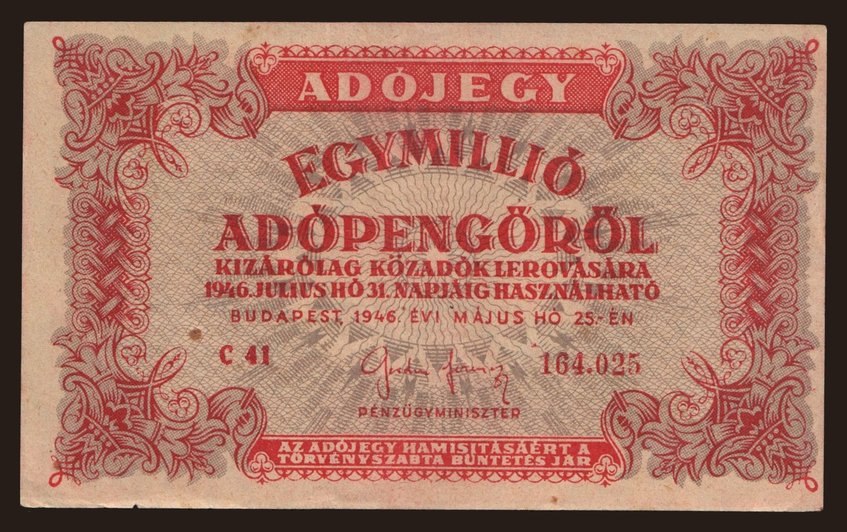 ADÓJEGY
EGYMILLIÓ
ADÓPENGŐRŐL
KIZÁRÓLAG KÖZADÓK LEROVÁSÁRA
1946. JULIUS HÓ 31. NAPJÁIG HASZNÁLHATÓ
BUDAPEST, 1946. ÉVI MÁJUS HÓ 25.-ÉN
C 41
164.025
PÉNZÜGYMINISZTER
AZ ADÓJEGY HAMISITÁSAÉRT A
TÖRVÉNYSZABTA BÜNTETÉS JÁR